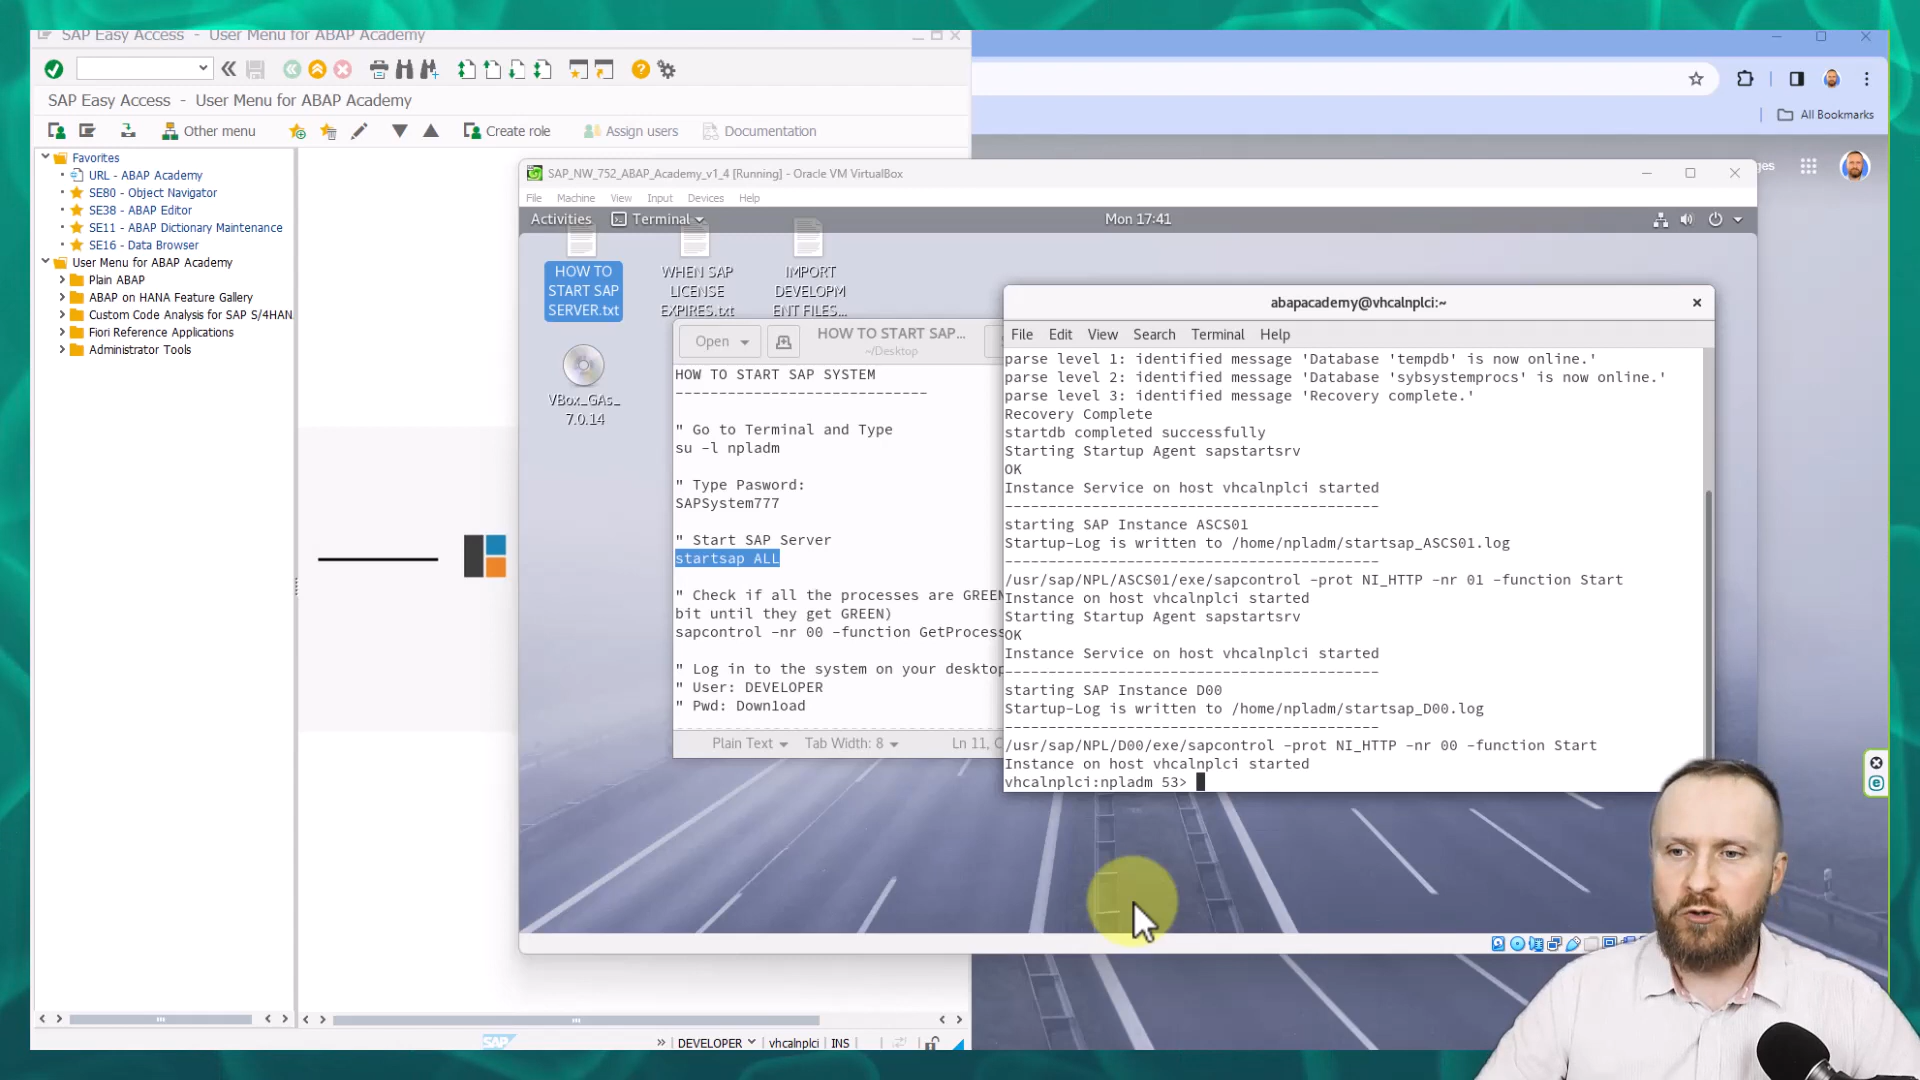 SAP Easy Access - User Menu for ABAP Academy
SAP Easy Access - User Menu for ABAP Academy
Other menu
Create role
Assign users
Documentation
Favorites
URL - ABAP Academy
SE80 - Object Navigator
SE38 - ABAP Editor
SE11 - ABAP Dictionary Maintenance
SE16 - Data Browser
User Menu for ABAP Academy
Plain ABAP
ABAP on HANA Feature Gallery
Custom Code Analysis for SAP S/4HAN
Fiori Reference Applications
Administrator Tools
SAP
DEVELOPER
vhcalnplci
INS
All Bookmarks
SAP_NW_752_ABAP_Academy_v1_4 [Running] - Oracle VM VirtualBox
File Machine View Input Devices Help
Activities
Terminal
Mon 17:41
HOW TO START SAP SERVER.txt
WHEN SAP LICENSE EXPIRES.txt
IMPORT DEVELOPM ENT FILES...
VBox_GAs_
7.0.14
Open
HOW TO START SAP...
~/Desktop
HOW TO START SAP SYSTEM
-----------------------------
" Go to Terminal and Type
su -l npladm
" Type Pasword:
SAPSystem777
" Start SAP Server
startsap ALL
" Check if all the processes are GREEN
bit until they get GREEN)
sapcontrol -nr 00 -function GetProcess
" Log in to the system on your desktop
" User: DEVELOPER
" Pwd: Down1oad
Plain Text
Tab Width: 8
Ln 11, C
abapacademy@vhcalnplci:~
File Edit View Search Terminal Help
parse level 1: identified message 'Database 'tempdb' is now online.'
parse level 2: identified message 'Database 'sybsystemprocs' is now online.'
parse level 3: identified message 'Recovery complete.'
Recovery Complete
startdb completed successfully
Starting Startup Agent sapstartsrv
OK
Instance Service on host vhcalnplci started
-------------------------------------------
starting SAP Instance ASCS01
Startup-Log is written to /home/npladm/startsap_ASCS01.log
-------------------------------------------
/usr/sap/NPL/ASCS01/exe/sapcontrol -prot NI_HTTP -nr 01 -function Start
Instance on host vhcalnplci started
Starting Startup Agent sapstartsrv
OK
Instance Service on host vhcalnplci started
-------------------------------------------
starting SAP Instance D00
Startup-Log is written to /home/npladm/startsap_D00.log
-------------------------------------------
/usr/sap/NPL/D00/exe/sapcontrol -prot NI_HTTP -nr 00 -function Start
Instance on host vhcalnplci started
vhcalnplci:npladm 53>